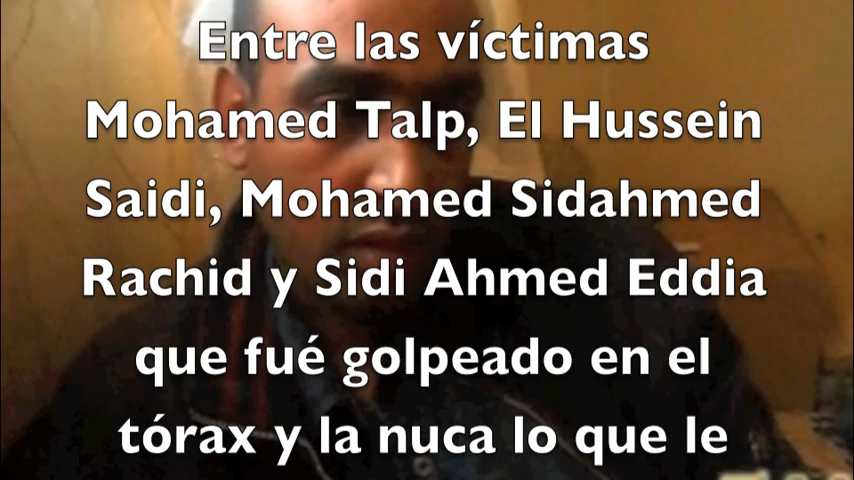 Entre las víctimas
Mohamed Talp, El Hussein
Saidi, Mohamed Sidahmed
Rachid y Sidi Ahmed Eddia
que fué golpeado en el
tórax y la nuca lo que le